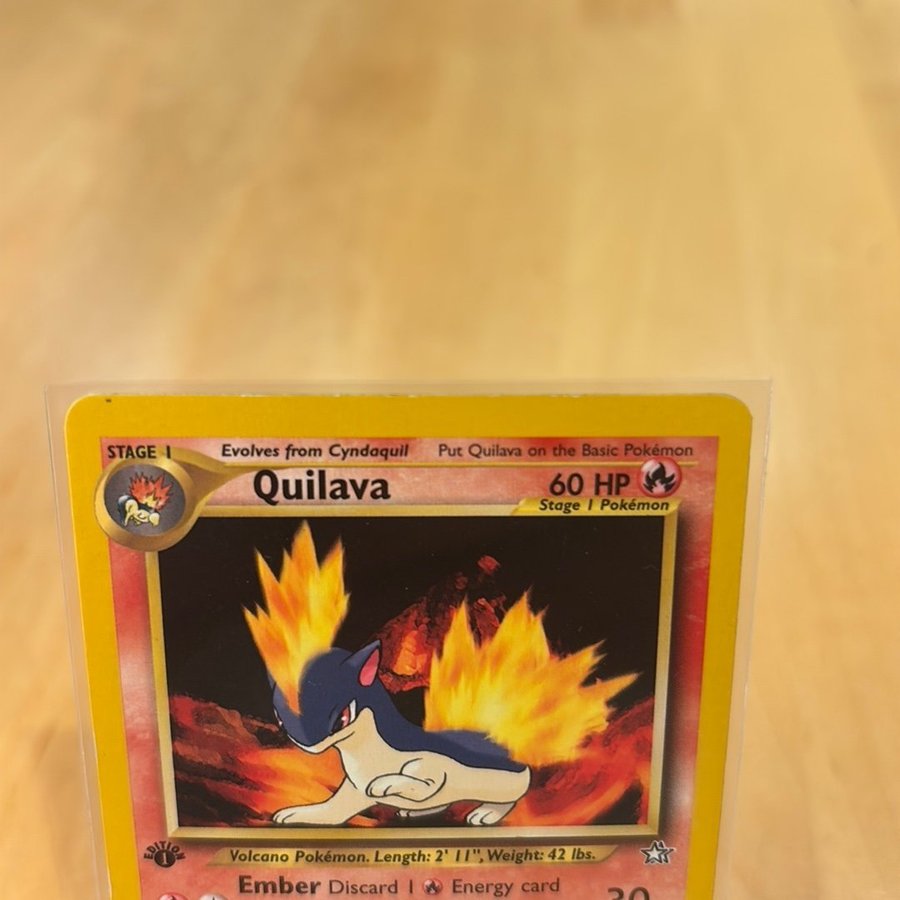 STAGE 1 Evolves from Cyndaquil Put Quilava on the Basic Pokémon
Quilava 60 HP
Stage 1 Pokémon
EDITION 1
Volcano Pokémon. Length: 2' 11", Weight: 42 lbs.
Ember Discard 1 Energy card 30